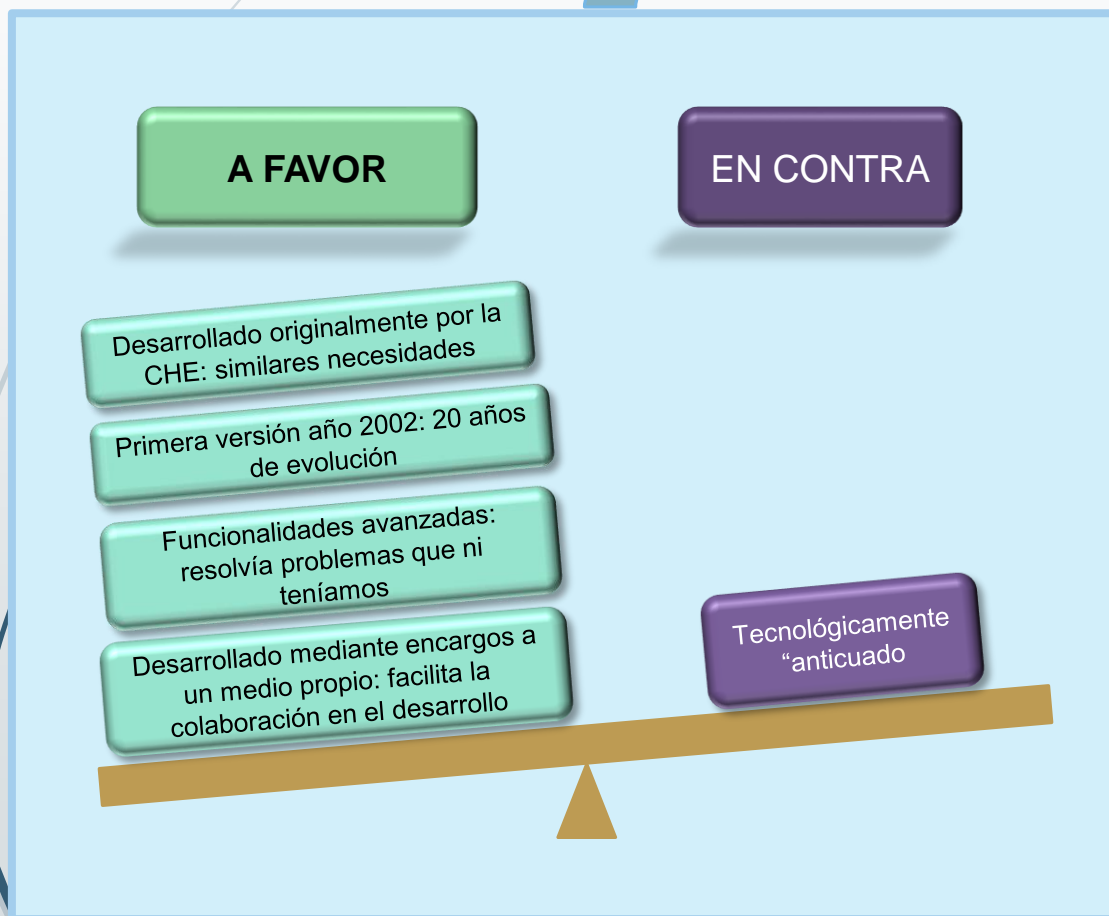 A FAVOR
EN CONTRA
Desarrollado originalmente por la
CHE: similares necesidades
Primera versión año 2002: 20 años
de evolución
Funcionalidades avanzadas:
resolvía problemas que ni
teníamos
Desarrollado mediante encargos a
un medio propio: facilita la
colaboración en el desarrollo
Tecnológicamente
“anticuado